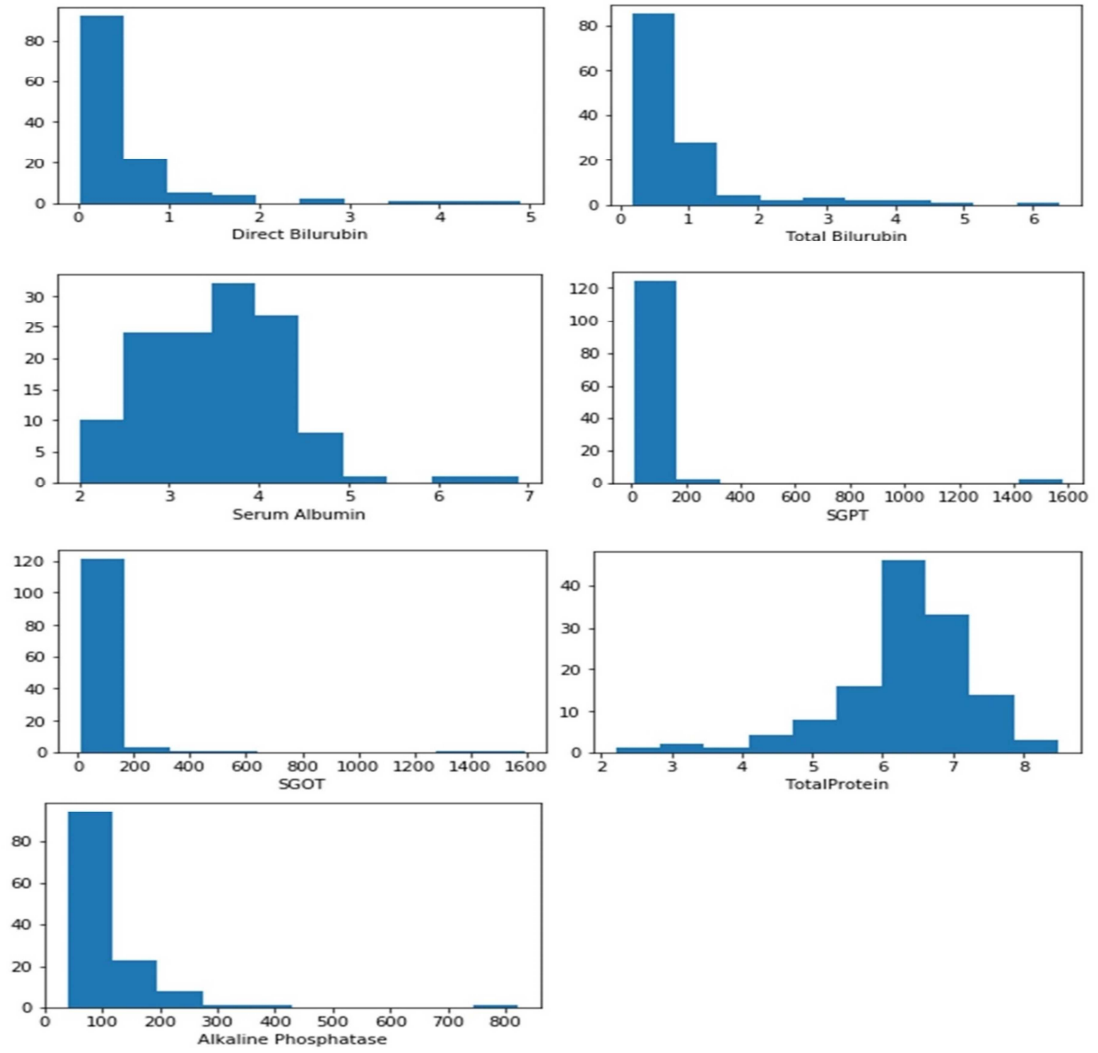 80
60
40
20
0
0 1 2 3 4 5
Direct Bilurubin
80
60
40
20
0
0 1 2 3 4 5 6
Total Bilurubin
30
25
20
15
10
5
0
2 3 4 5 6 7
Serum Albumin
120
100
80
60
40
20
0
0 200 400 600 800 1000 1200 1400 1600
SGPT
120
100
80
60
40
20
0
0 200 400 600 800 1000 1200 1400 1600
SGOT
40
30
20
10
0
2 3 4 5 6 7 8
TotalProtein
80
60
40
20
0
0 100 200 300 400 500 600 700 800
Alkaline Phosphatase